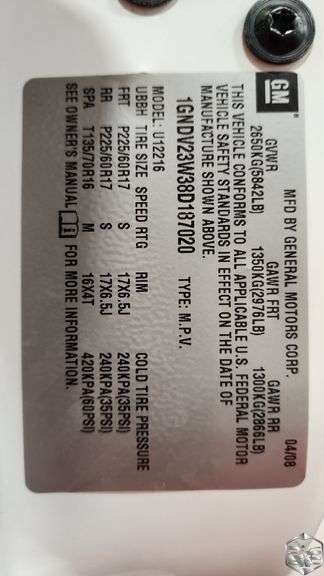 GM
MFD BY GENERAL MOTORS CORP. 04/08
GVWR GAWR FRT GAWR RR
2650KG(5842LB) 1350KG(2976LB) 1300KG(2866LB)
THIS VEHICLE CONFORMS TO ALL APPLICABLE U.S. FEDERAL MOTOR
VEHICLE SAFETY STANDARDS IN EFFECT ON THE DATE OF
MANUFACTURE SHOWN ABOVE.
1GNDV23W38D187020 TYPE: M.P.V.
MODEL: U12216
UBBH TIRE SIZE SPEED RTG RIM COLD TIRE PRESSURE
FRT P225/60R17 S 17X6.5J 240KPA(35PSI)
RR P225/60R17 S 17X6.5J 240KPA(35PSI)
SPA T135/70R16 M 16X4T 420KPA(60PSI)
SEE OWNER'S MANUAL FOR MORE INFORMATION.